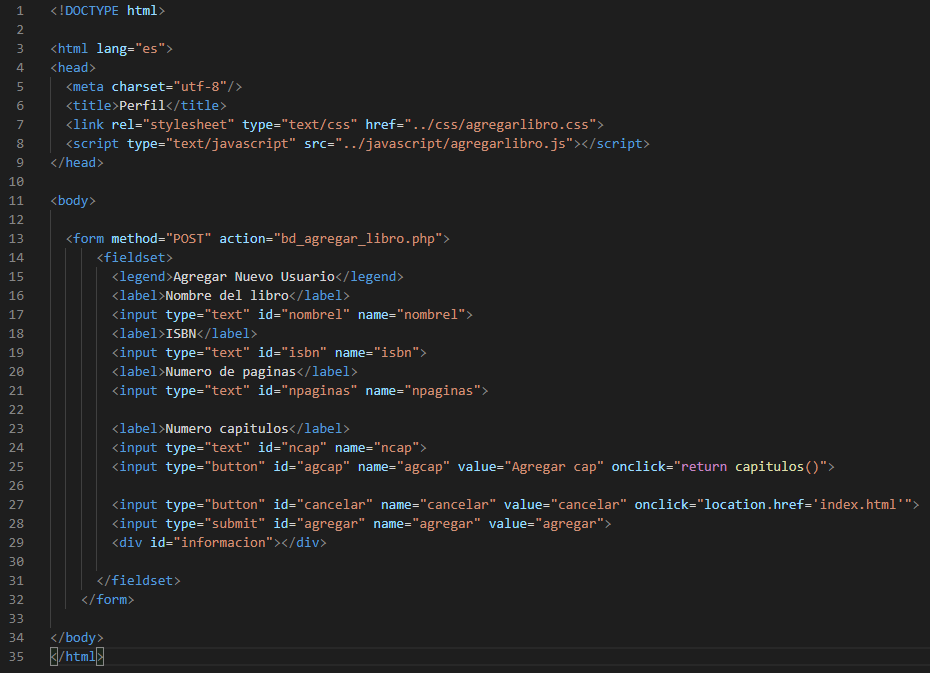 1 <!DOCTYPE html>
2
3 <html lang="es">
4 <head>
5 <meta charset="utf-8"/>
6 <title>Perfil</title>
7 <link rel="stylesheet" type="text/css" href="../css/agregarlibro.css">
8 <script type="text/javascript" src="../javascript/agregarlibro.js"></script>
9 </head>
10
11 <body>
12
13 <form method="POST" action="bd_agregar_libro.php">
14 <fieldset>
15 <legend>Agregar Nuevo Usuario</legend>
16 <label>Nombre del libro</label>
17 <input type="text" id="nombrel" name="nombrel">
18 <label>ISBN</label>
19 <input type="text" id="isbn" name="isbn">
20 <label>Numero de paginas</label>
21 <input type="text" id="npaginas" name="npaginas">
22
23 <label>Numero capitulos</label>
24 <input type="text" id="ncap" name="ncap">
25 <input type="button" id="agcap" name="agcap" value="Agregar cap" onclick="return capitulos()">
26
27 <input type="button" id="cancelar" name="cancelar" value="cancelar" onclick="location.href='index.html'">
28 <input type="submit" id="agregar" name="agregar" value="agregar">
29 <div id="informacion"></div>
30
31 </fieldset>
32 </form>
33
34 </body>
35 </html>